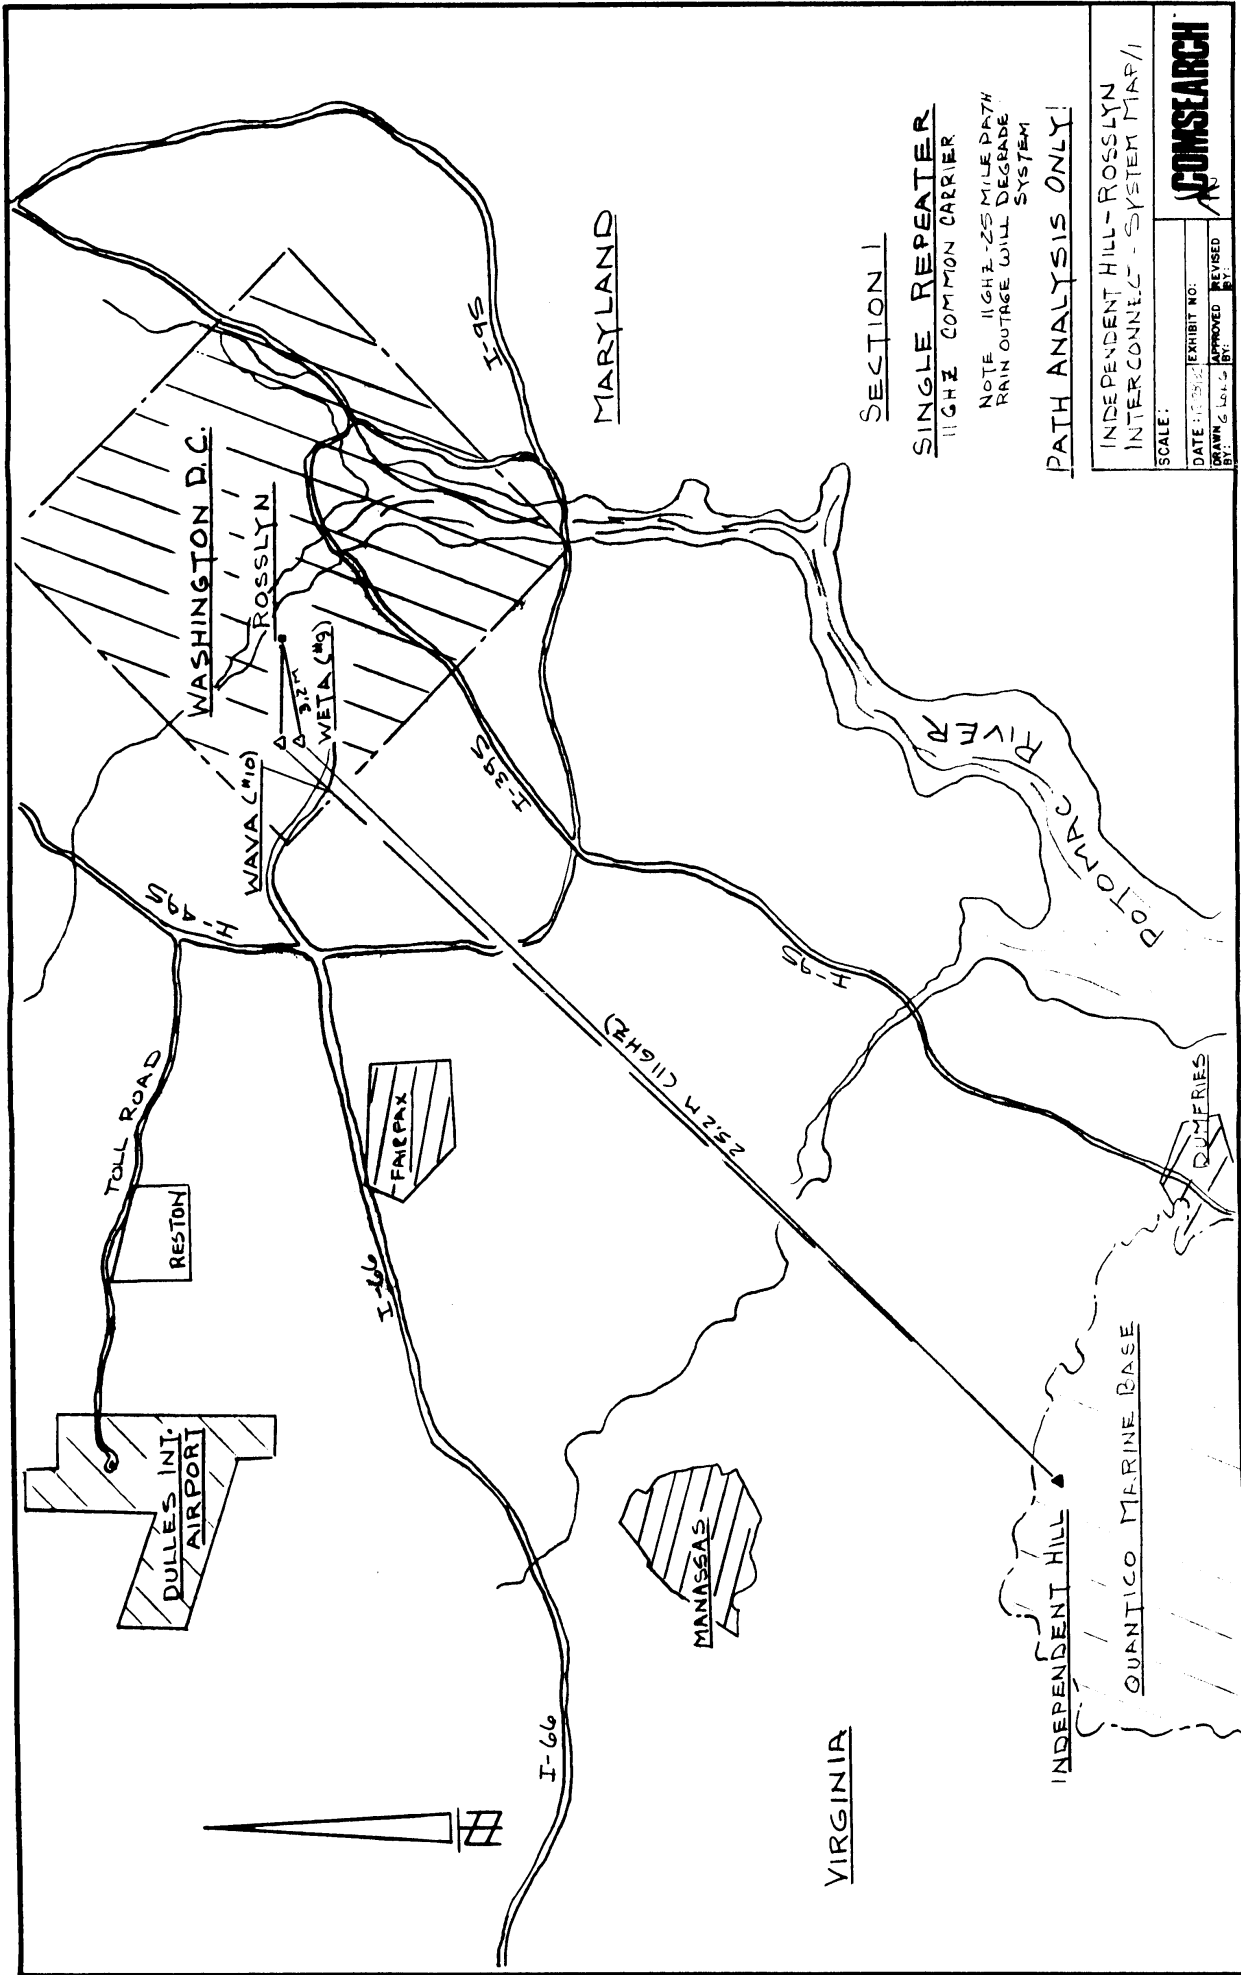 WASHINGTON D.C.
ROSSLYN
3.2 M
WETA (#9)
WAVA (#10)
I-495
I-395
I-95
MARYLAND
TOLL ROAD
RESTON
FAIRFAX
I-66
25.2 M (11GHZ)
I-95
POTOMAC
RIVER
DULLES INT.
AIRPORT
MANASSAS
I-66
VIRGINIA
INDEPENDENT HILL
QUANTICO MARINE BASE
DUMFRIES
SECTION 1
SINGLE REPEATER
11GHZ COMMON CARRIER
NOTE 11GHZ-25 MILE PATH
RAIN OUTAGE WILL DEGRADE
SYSTEM
PATH ANALYSIS ONLY!
INDEPENDENT HILL-ROSSLYN
INTERCONNECT - SYSTEM MAP/1
SCALE:
DATE:
EXHIBIT NO:
DRAWN BY:
APPROVED BY:
REVISED BY:
COMSEARCH